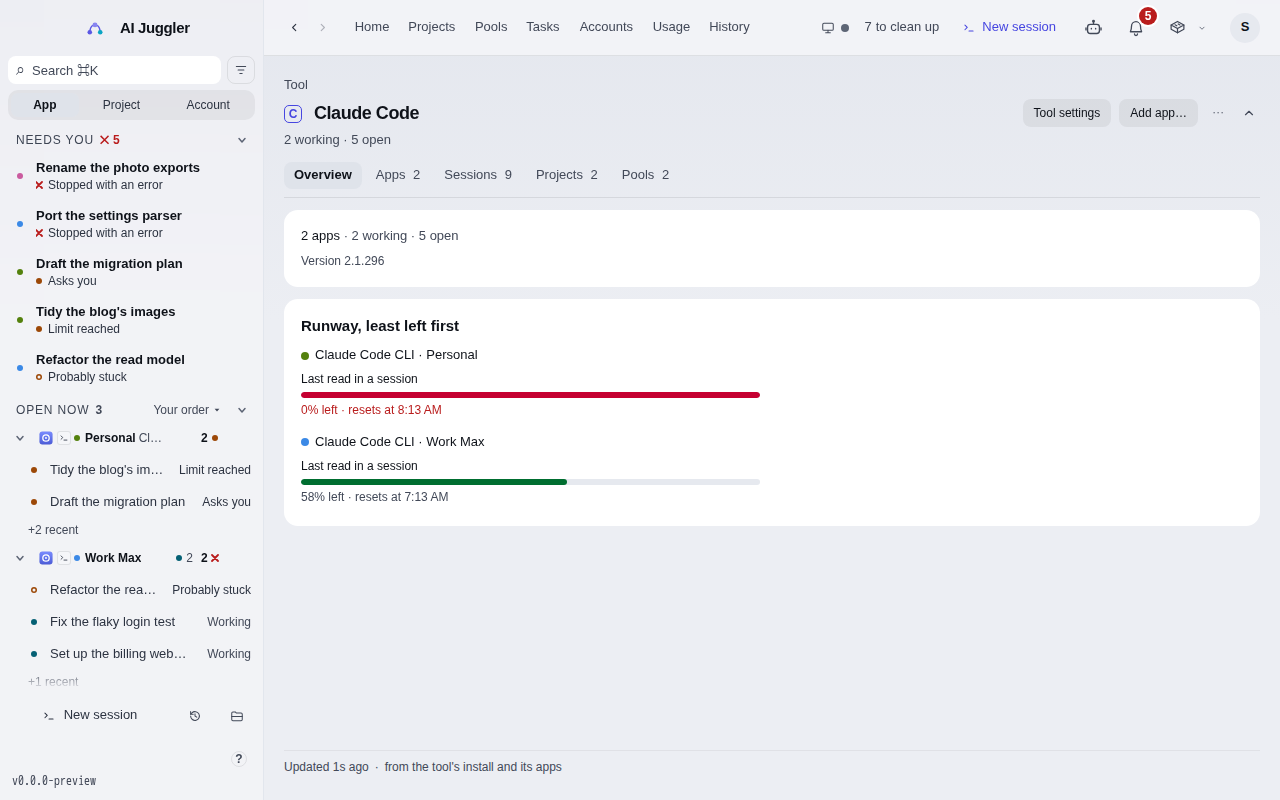 AI Juggler
Search ⌘K
App Project Account
NEEDS YOU 5
Rename the photo exports
Stopped with an error
Port the settings parser
Stopped with an error
Draft the migration plan
Asks you
Tidy the blog's images
Limit reached
Refactor the read model
Probably stuck
OPEN NOW 3 Your order
Personal Cl… 2
Tidy the blog's im… Limit reached
Draft the migration plan Asks you
+2 recent
Work Max 2 2
Refactor the rea… Probably stuck
Fix the flaky login test Working
Set up the billing web… Working
+1 recent
New session
?
v0.0.0-preview
Home Projects Pools Tasks Accounts Usage History 7 to clean up New session 5 S
Tool
C Claude Code Tool settings Add app… ···
2 working · 5 open
Overview Apps 2 Sessions 9 Projects 2 Pools 2
2 apps · 2 working · 5 open
Version 2.1.296
Runway, least left first
Claude Code CLI · Personal
Last read in a session
0% left · resets at 8:13 AM
Claude Code CLI · Work Max
Last read in a session
58% left · resets at 7:13 AM
Updated 1s ago · from the tool's install and its apps